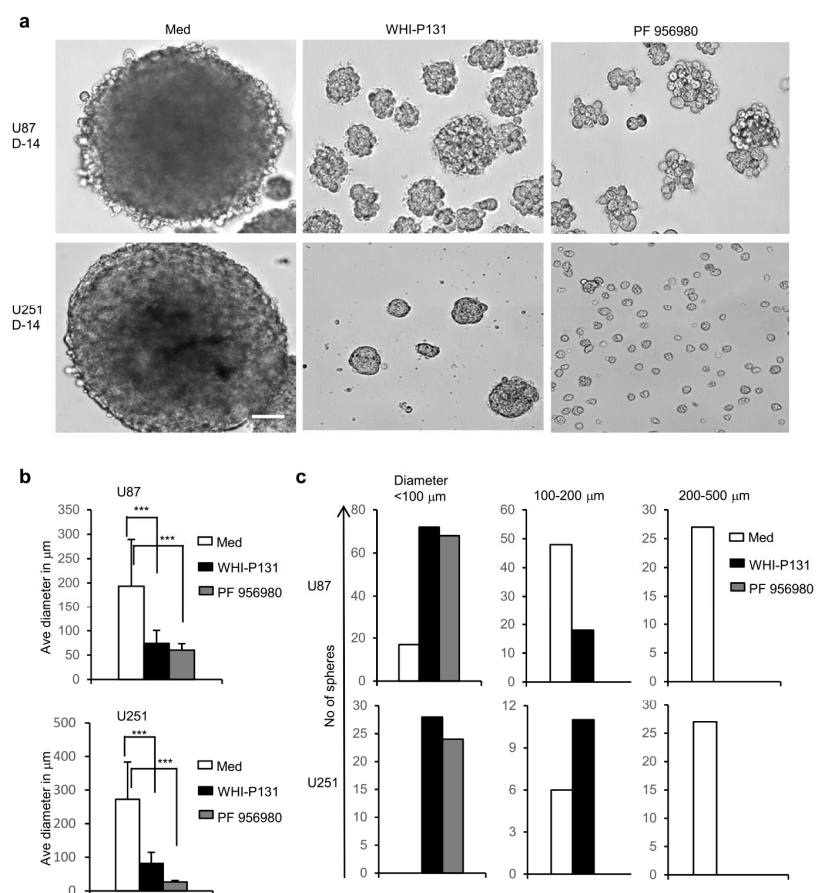 a
Med
WHI-P131
PF 956980
U87
D-14
U251
D-14
b
U87
Ave diameter in μm
350
300
250
200
150
100
50
0
***
***
Med
WHI-P131
PF 956980
U251
Ave diameter in μm
500
400
300
200
100
0
***
***
Med
WHI-P131
PF 956980
c
No of spheres
Diameter
<100 μm
100-200 μm
200-500 μm
U87
80
60
40
20
0
60
50
40
30
20
10
0
30
25
20
15
10
5
0
Med
WHI-P131
PF 956980
U251
30
25
20
15
10
5
0
12
9
6
3
0
30
25
20
15
10
5
0